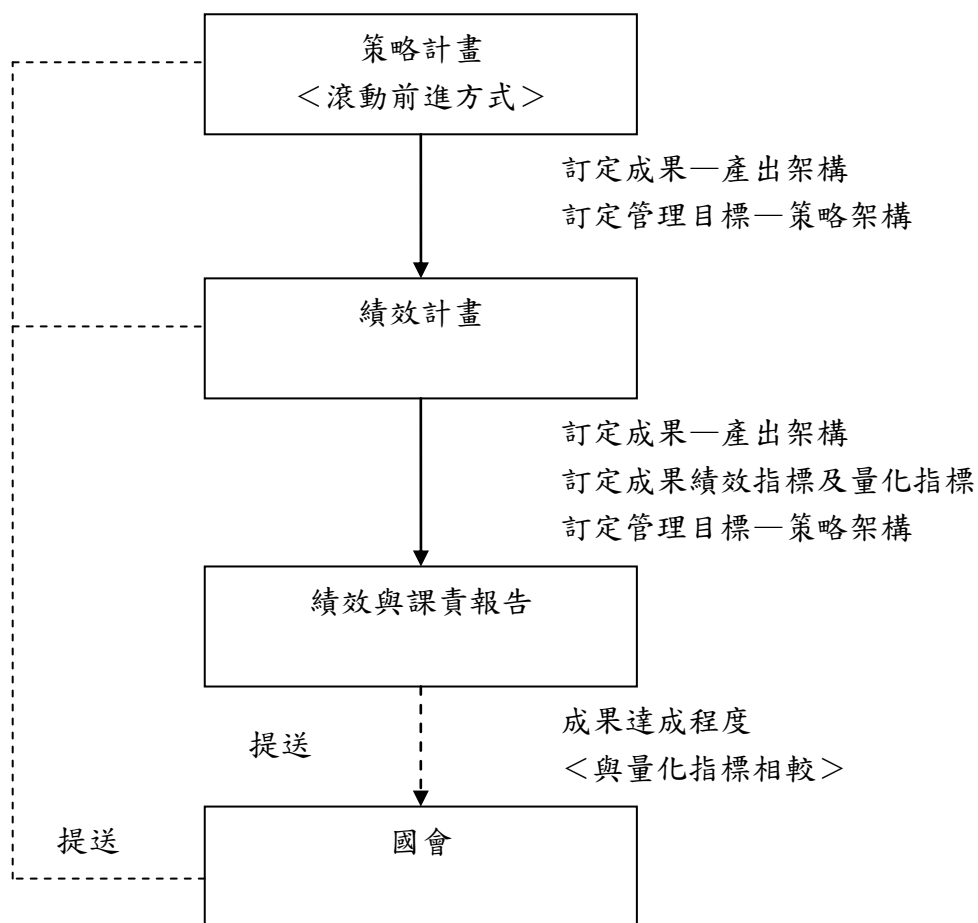 策略計畫
＜滾動前進方式＞
訂定成果—產出架構
訂定管理目標—策略架構
績效計畫
訂定成果—產出架構
訂定成果績效指標及量化指標
訂定管理目標—策略架構
績效與課責報告
提送
成果達成程度
＜與量化指標相較＞
提送
國會